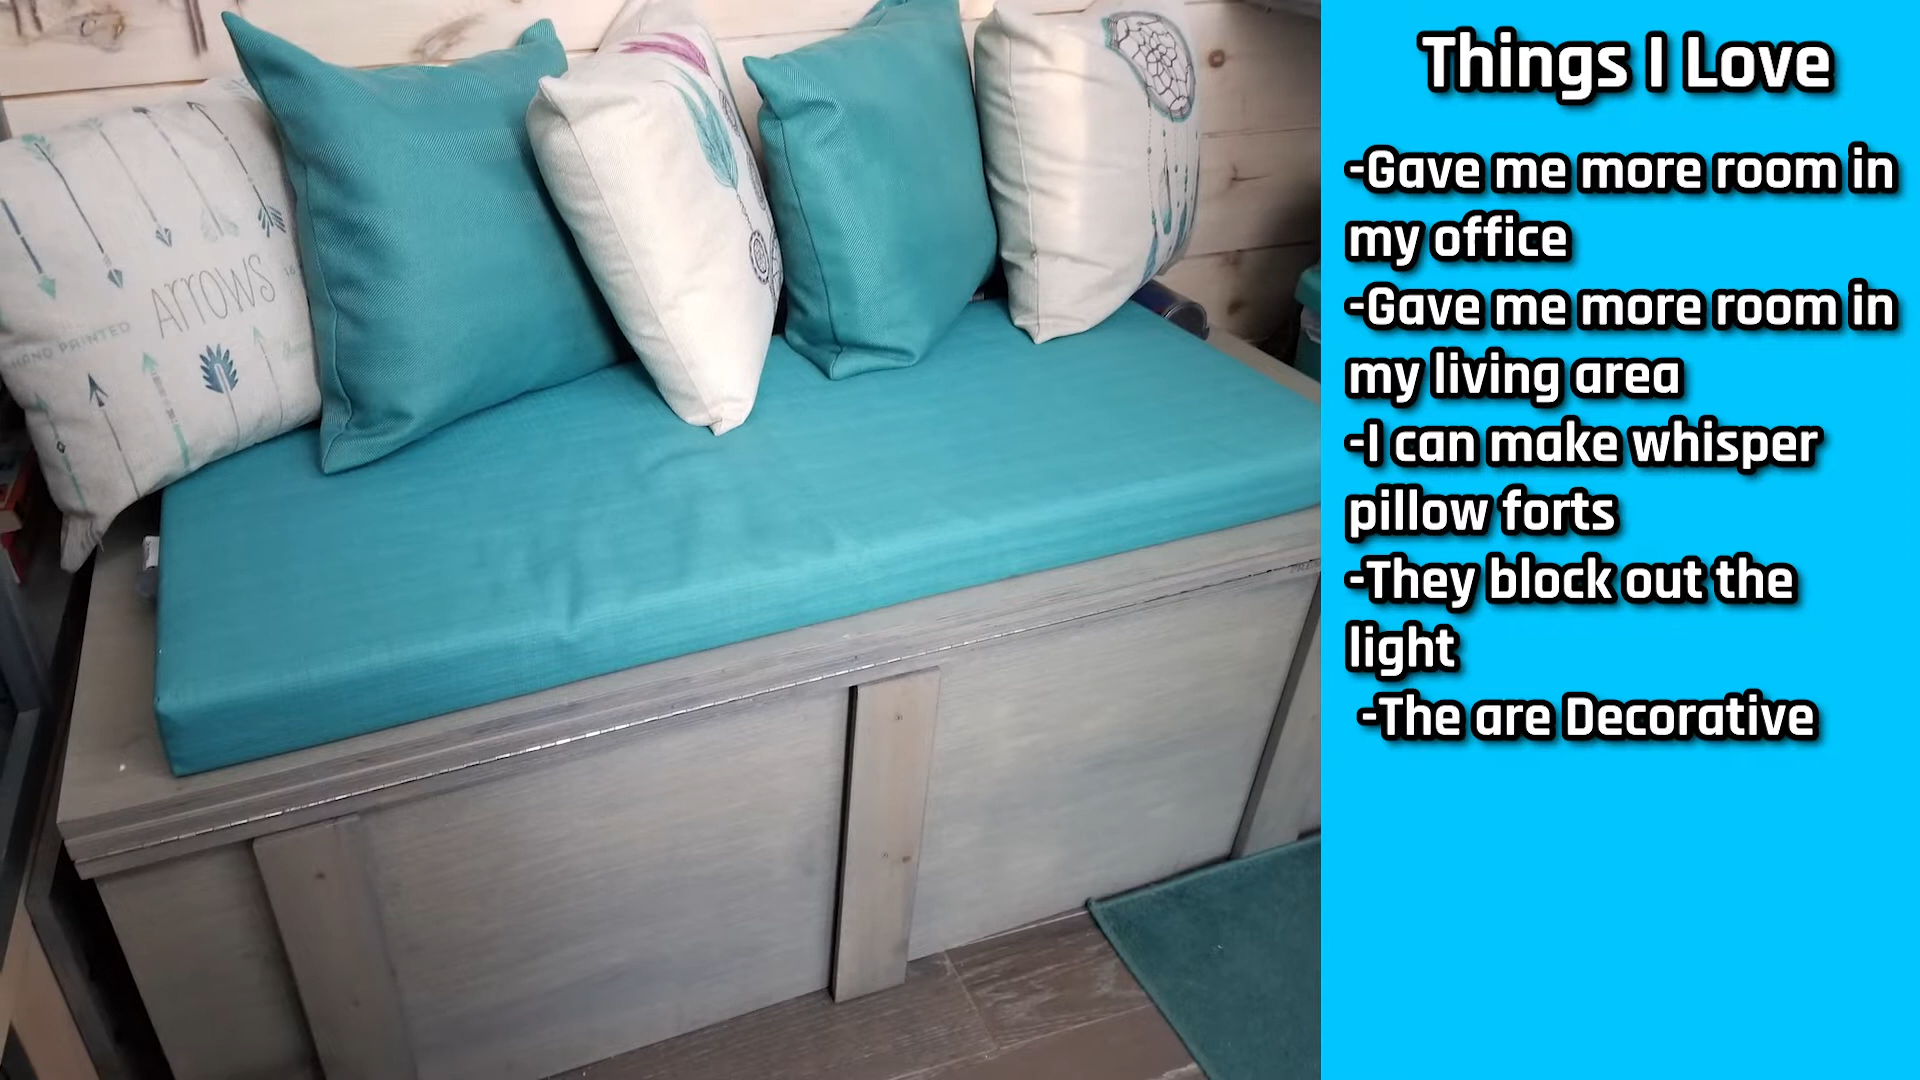 Things I Love
-Gave me more room in
my office
-Gave me more room in
my living area
-I can make whisper
pillow forts
-They block out the
light
-The are Decorative
ARROWS
HAND PRINTED